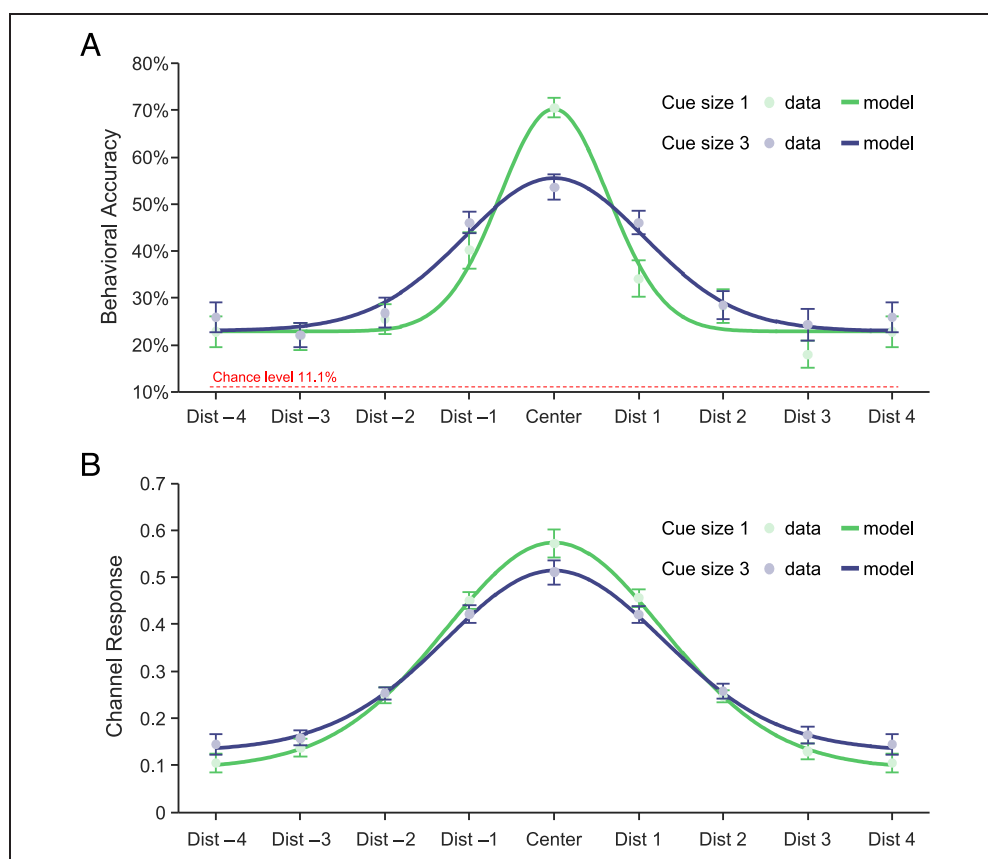 A
80%
70%
60%
50%
40%
30%
20%
10%
Behavioral Accuracy
Cue size 1 data model
Cue size 3 data model
Chance level 11.1%
Dist –4 Dist –3 Dist –2 Dist –1 Center Dist 1 Dist 2 Dist 3 Dist 4
B
0.7
0.6
0.5
0.4
0.3
0.2
0.1
0
Channel Response
Cue size 1 data model
Cue size 3 data model
Dist –4 Dist –3 Dist –2 Dist –1 Center Dist 1 Dist 2 Dist 3 Dist 4